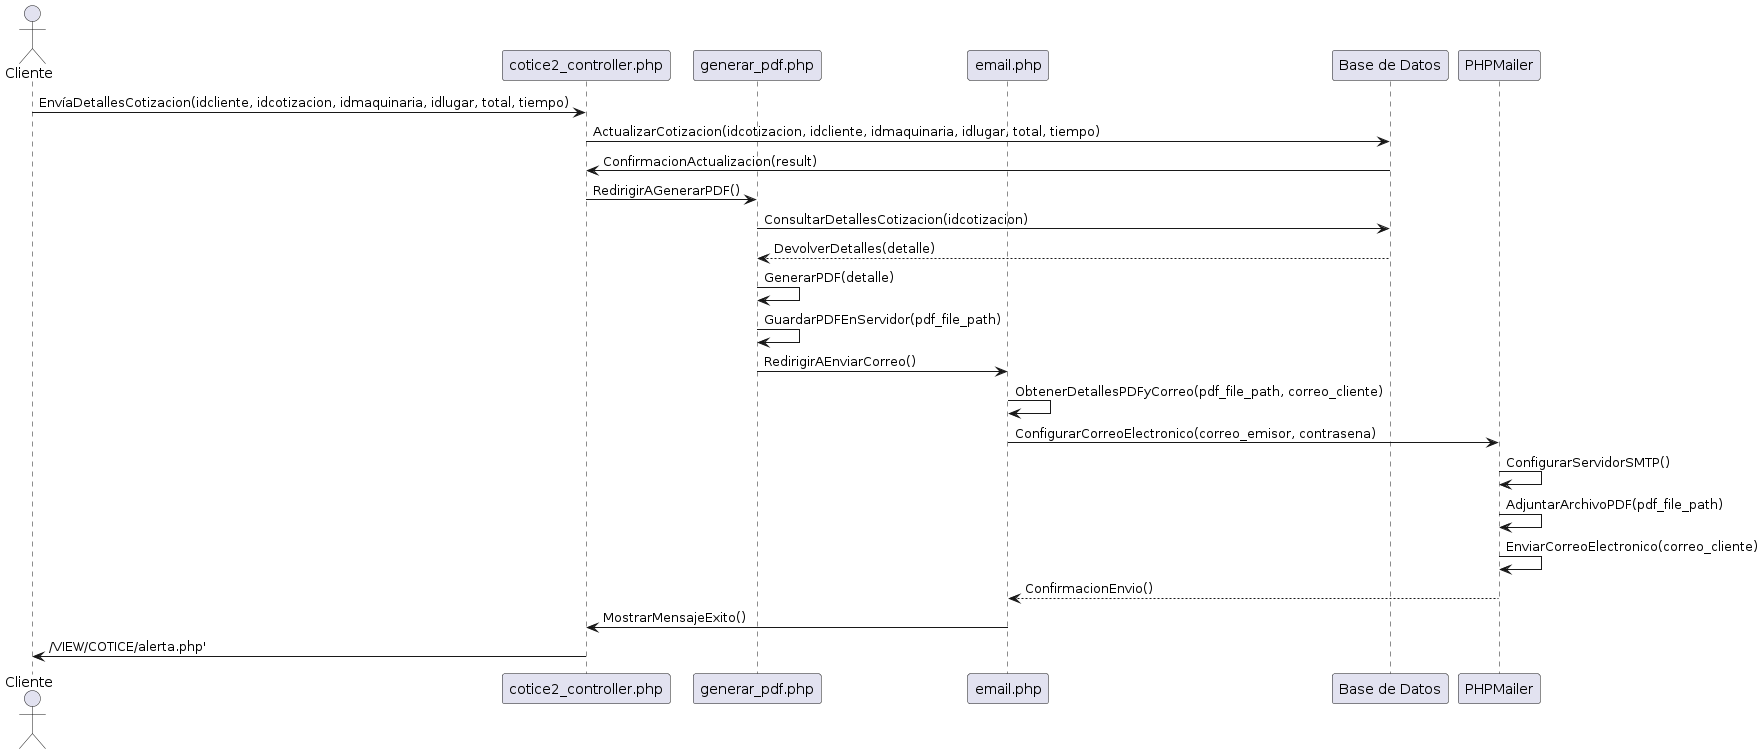 Cliente
cotice2_controller.php
generar_pdf.php
email.php
Base de Datos
PHPMailer
EnvíaDetallesCotizacion(idcliente, idcotizacion, idmaquinaria, idlugar, total, tiempo)
ActualizarCotizacion(idcotizacion, idcliente, idmaquinaria, idlugar, total, tiempo)
ConfirmacionActualizacion(result)
RedirigirAGenerarPDF()
ConsultarDetallesCotizacion(idcotizacion)
DevolverDetalles(detalle)
GenerarPDF(detalle)
GuardarPDFEnServidor(pdf_file_path)
RedirigirAEnviarCorreo()
ObtenerDetallesPDFyCorreo(pdf_file_path, correo_cliente)
ConfigurarCorreoElectronico(correo_emisor, contrasena)
ConfigurarServidorSMTP()
AdjuntarArchivoPDF(pdf_file_path)
EnviarCorreoElectronico(correo_cliente)
ConfirmacionEnvio()
MostrarMensajeExito()
/VIEW/COTICE/alerta.php'
Cliente
cotice2_controller.php
generar_pdf.php
email.php
Base de Datos
PHPMailer